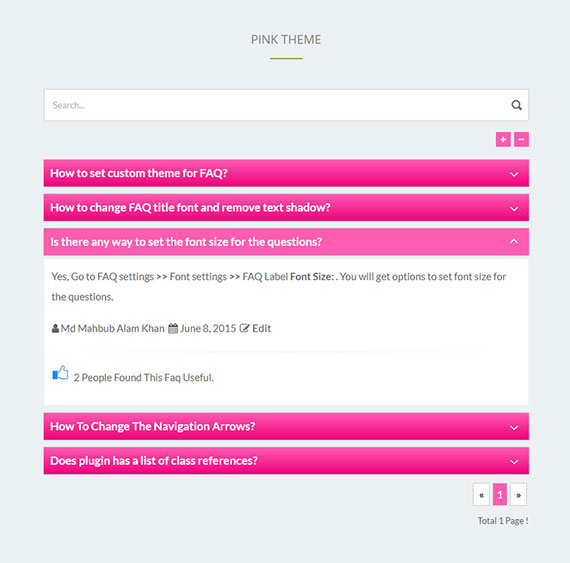 PINK THEME
Search...
+ −
How to set custom theme for FAQ?
How to change FAQ title font and remove text shadow?
Is there any way to set the font size for the questions?
Yes, Go to FAQ settings >> Font settings >> FAQ Label Font Size: . You will get options to set font size for
the questions.
Md Mahbub Alam Khan June 8, 2015 Edit
2 People Found This Faq Useful.
How To Change The Navigation Arrows?
Does plugin has a list of class references?
« 1 »
Total 1 Page !